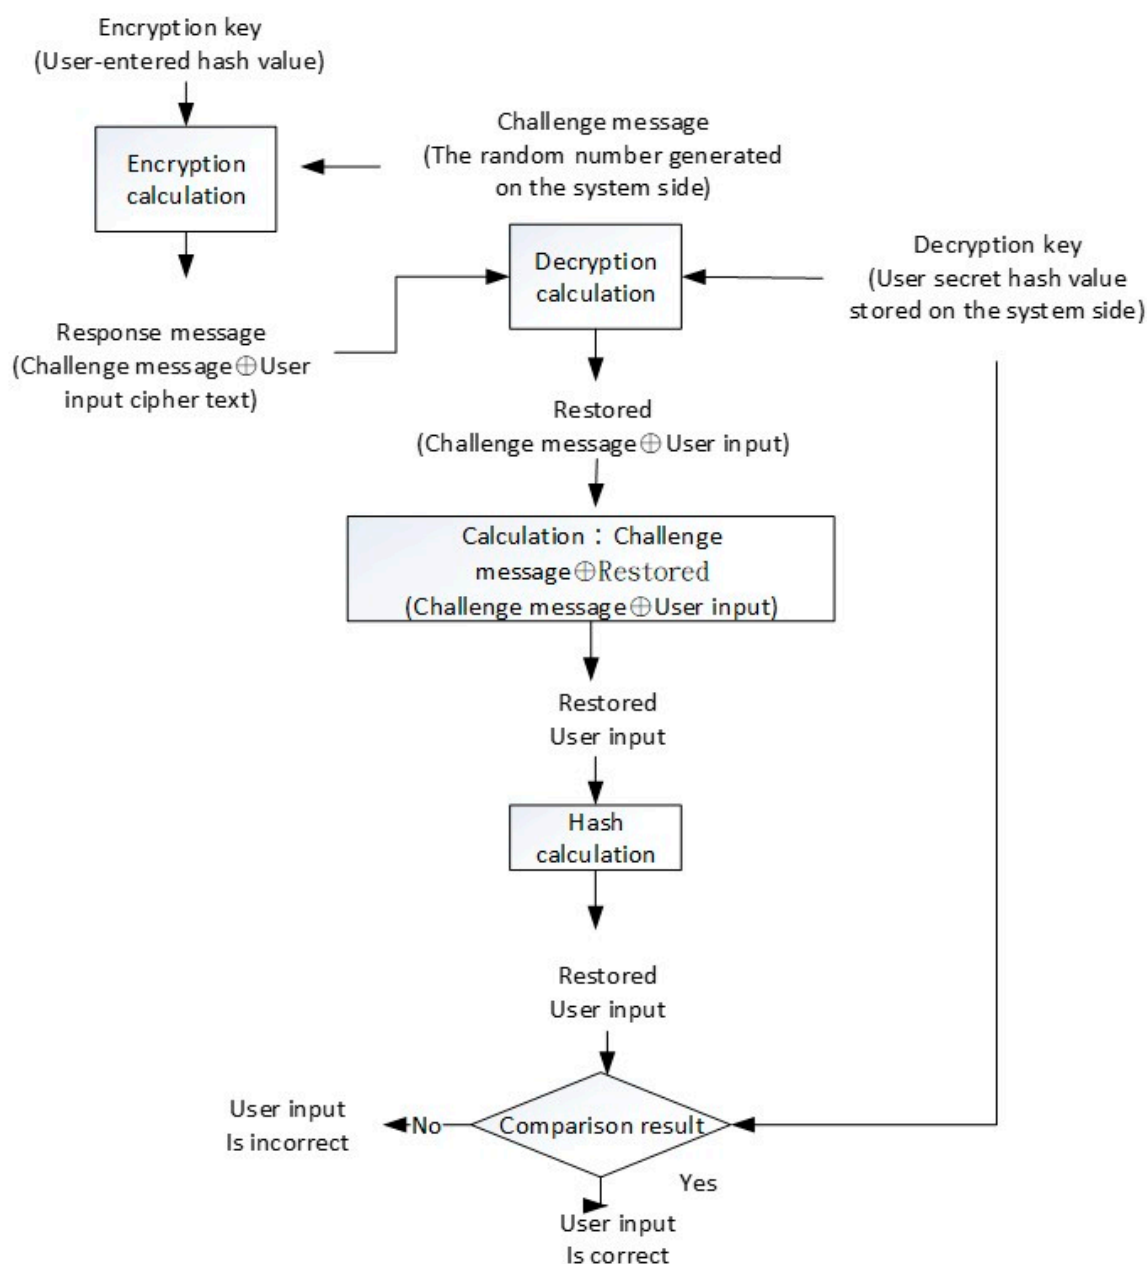 Encryption key
(User-entered hash value)
Encryption
calculation
Challenge message
(The random number generated
on the system side)
Decryption
calculation
Decryption key
(User secret hash value
stored on the system side)
Response message
(Challenge message⊕User
input cipher text)
Restored
(Challenge message⊕User input)
Calculation：Challenge
message⊕Restored
(Challenge message⊕User input)
Restored
User input
Hash
calculation
Restored
User input
Comparison result
No
User input
Is incorrect
Yes
User input
Is correct